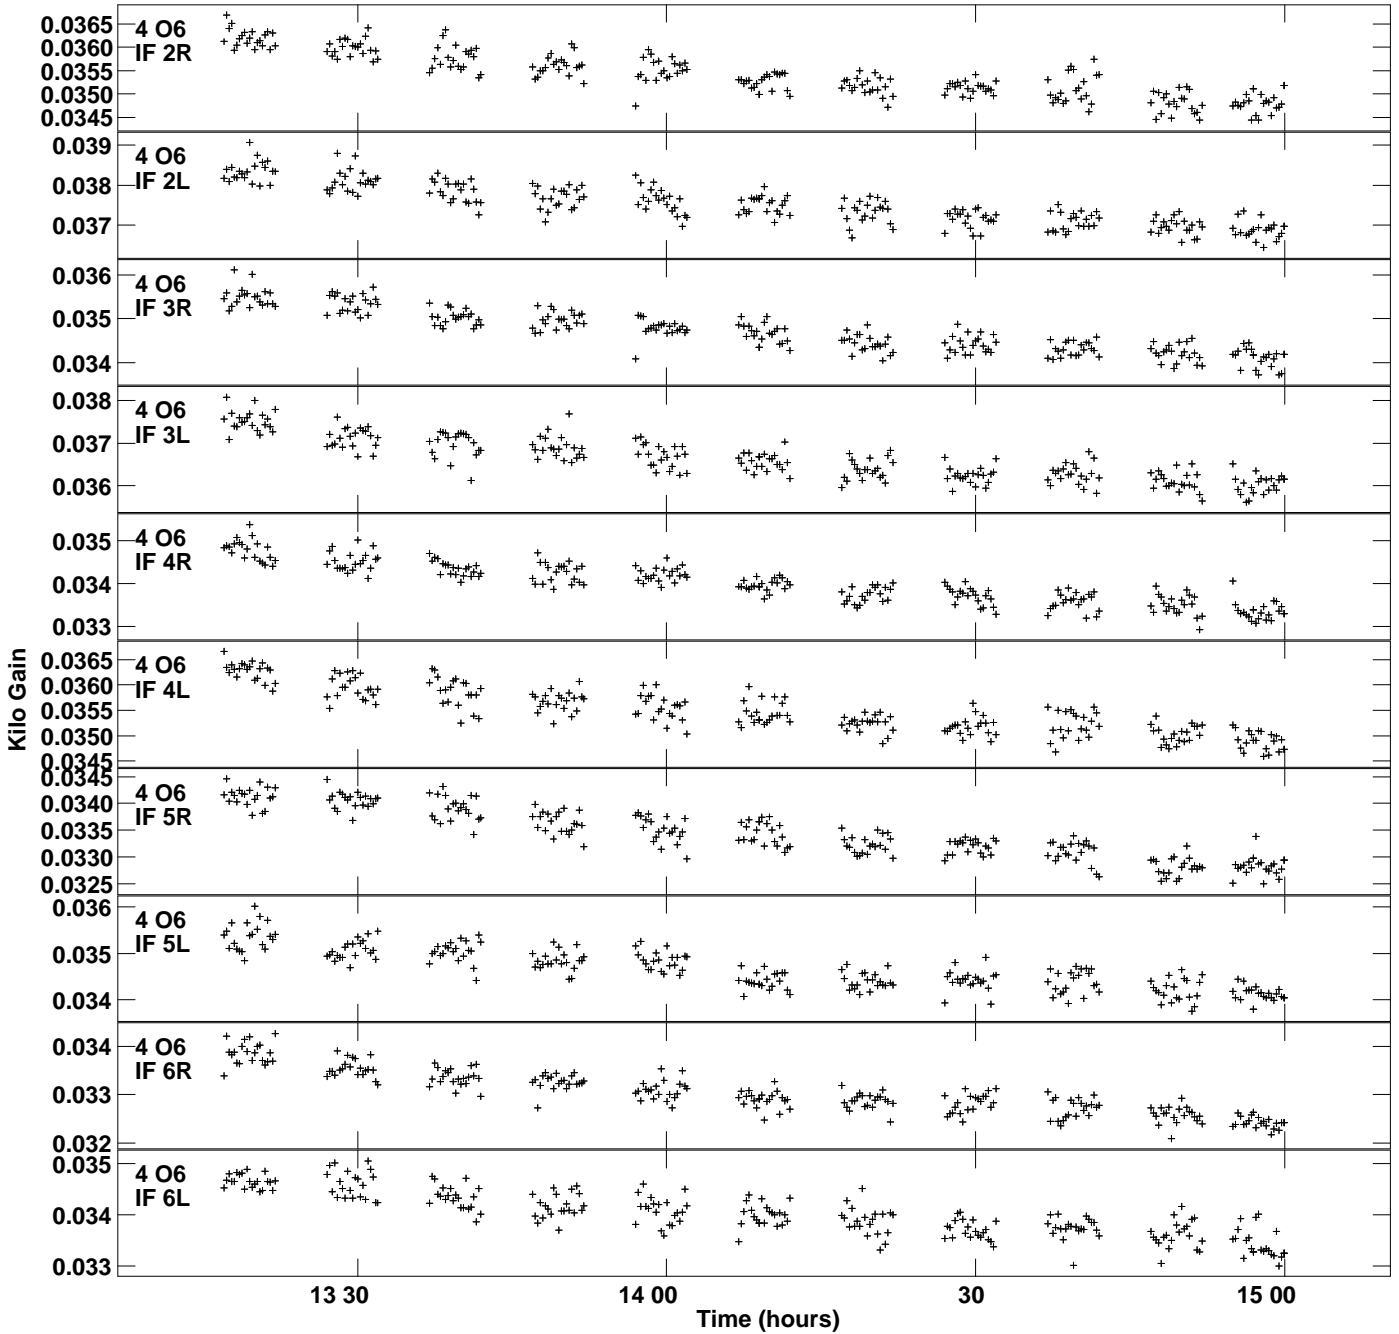 0.0365
0.0360
0.0355
0.0350
0.0345
4 O6
IF 2R
0.039
0.038
0.037
4 O6
IF 2L
0.036
0.035
0.034
4 O6
IF 3R
0.038
0.037
0.036
4 O6
IF 3L
0.035
0.034
0.033
4 O6
IF 4R
0.0365
0.0360
0.0355
0.0350
0.0345
4 O6
IF 4L
0.0345
0.0340
0.0335
0.0330
0.0325
4 O6
IF 5R
0.036
0.035
0.034
4 O6
IF 5L
0.034
0.033
0.032
4 O6
IF 6R
0.035
0.034
0.033
4 O6
IF 6L
Kilo Gain
13 30 14 00 30 15 00
Time (hours)